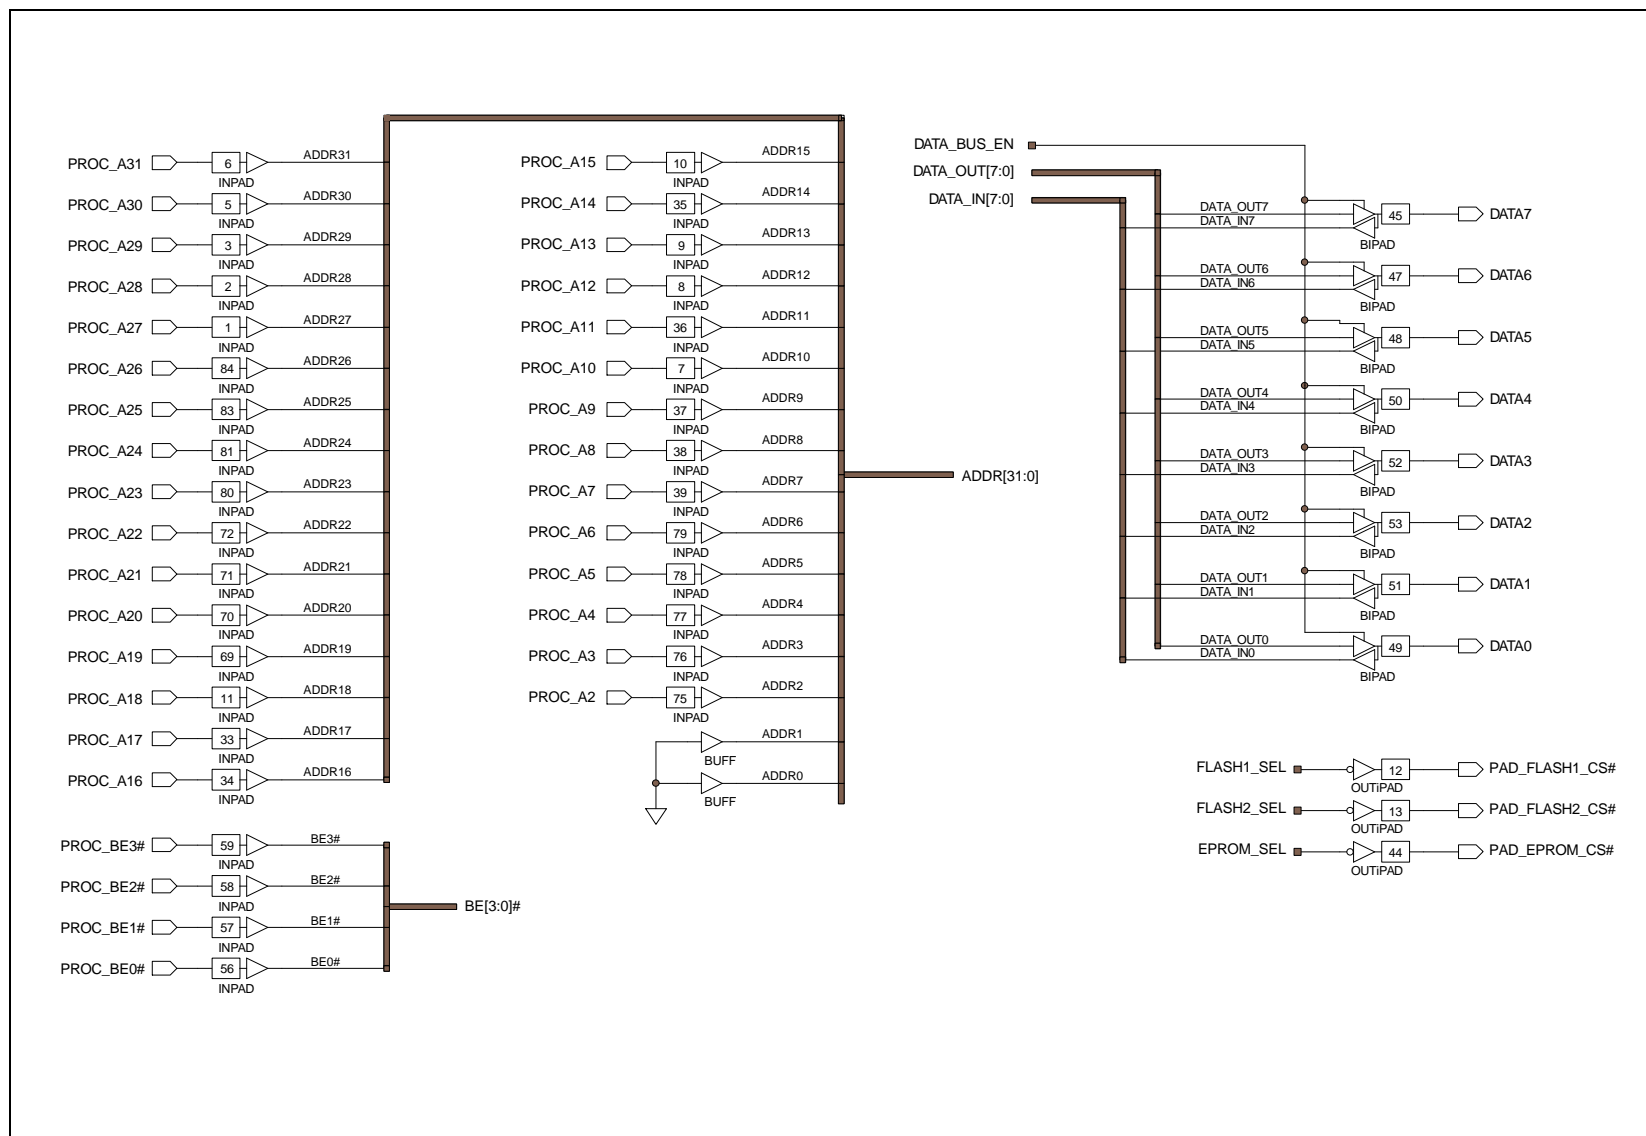 PROC_A31 6 INPAD ADDR31
PROC_A30 5 INPAD ADDR30
PROC_A29 3 INPAD ADDR29
PROC_A28 2 INPAD ADDR28
PROC_A27 1 INPAD ADDR27
PROC_A26 84 INPAD ADDR26
PROC_A25 83 INPAD ADDR25
PROC_A24 81 INPAD ADDR24
PROC_A23 80 INPAD ADDR23
PROC_A22 72 INPAD ADDR22
PROC_A21 71 INPAD ADDR21
PROC_A20 70 INPAD ADDR20
PROC_A19 69 INPAD ADDR19
PROC_A18 11 INPAD ADDR18
PROC_A17 33 INPAD ADDR17
PROC_A16 34 INPAD ADDR16
PROC_BE3# 59 INPAD BE3#
PROC_BE2# 58 INPAD BE2#
PROC_BE1# 57 INPAD BE1#
PROC_BE0# 56 INPAD BE0#
BE[3:0]#
PROC_A15 10 INPAD ADDR15
PROC_A14 35 INPAD ADDR14
PROC_A13 9 INPAD ADDR13
PROC_A12 8 INPAD ADDR12
PROC_A11 36 INPAD ADDR11
PROC_A10 7 INPAD ADDR10
PROC_A9 37 INPAD ADDR9
PROC_A8 38 INPAD ADDR8
PROC_A7 39 INPAD ADDR7
PROC_A6 79 INPAD ADDR6
PROC_A5 78 INPAD ADDR5
PROC_A4 77 INPAD ADDR4
PROC_A3 76 INPAD ADDR3
PROC_A2 75 INPAD ADDR2
BUFF ADDR1
BUFF ADDR0
ADDR[31:0]
DATA_BUS_EN
DATA_OUT[7:0]
DATA_IN[7:0]
DATA_OUT7 DATA_IN7 45 BIPAD DATA7
DATA_OUT6 DATA_IN6 47 BIPAD DATA6
DATA_OUT5 DATA_IN5 48 BIPAD DATA5
DATA_OUT4 DATA_IN4 50 BIPAD DATA4
DATA_OUT3 DATA_IN3 52 BIPAD DATA3
DATA_OUT2 DATA_IN2 53 BIPAD DATA2
DATA_OUT1 DATA_IN1 51 BIPAD DATA1
DATA_OUT0 DATA_IN0 49 BIPAD DATA0
FLASH1_SEL 12 OUTiPAD PAD_FLASH1_CS#
FLASH2_SEL 13 OUTiPAD PAD_FLASH2_CS#
EPROM_SEL 44 OUTiPAD PAD_EPROM_CS#